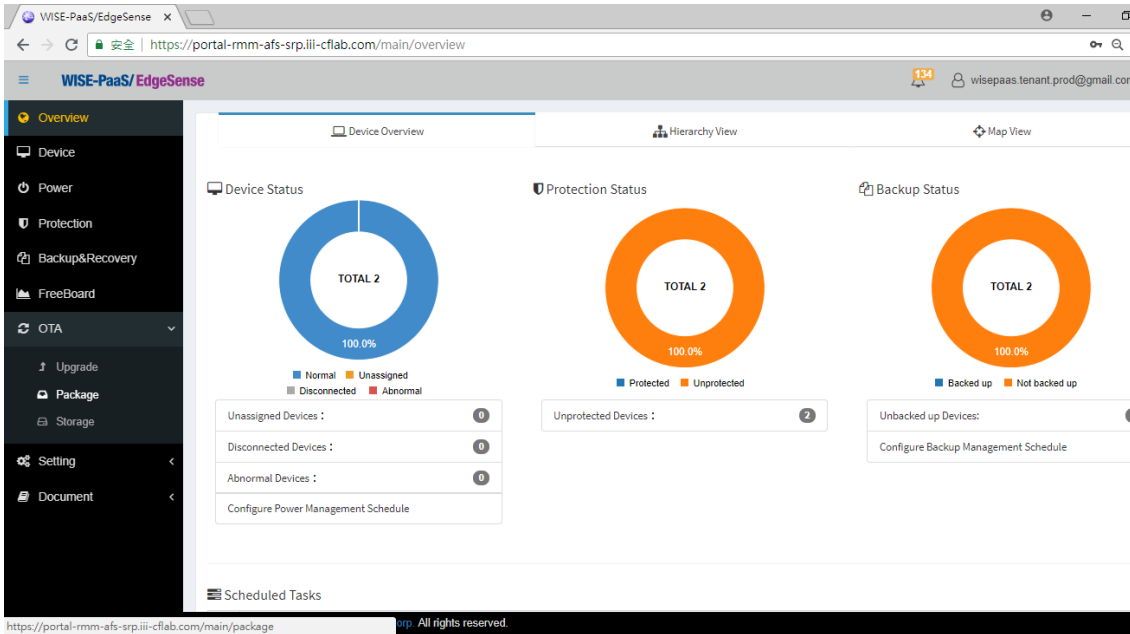 WISE-PaaS/EdgeSense
安全 | https://portal-rmm-afs-srp.iii-cflab.com/main/overview
WISE-PaaS/EdgeSense
134
wisepaas.tenant.prod@gmail.com
Overview
Device
Power
Protection
Backup&Recovery
FreeBoard
OTA
Upgrade
Package
Storage
Setting
Document
Device Overview
Hierarchy View
Map View
Device Status
TOTAL 2
100.0%
Normal Unassigned
Disconnected Abnormal
Unassigned Devices： 0
Disconnected Devices： 0
Abnormal Devices： 0
Configure Power Management Schedule
Protection Status
TOTAL 2
100.0%
Protected Unprotected
Unprotected Devices： 2
Backup Status
TOTAL 2
100.0%
Backed up Not backed up
Unbacked up Devices:
Configure Backup Management Schedule
Scheduled Tasks
https://portal-rmm-afs-srp.iii-cflab.com/main/package
orp. All rights reserved.